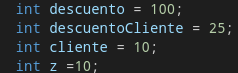 int descuento = 100;
int descuentoCliente = 25;
int cliente = 10;
int z =10;